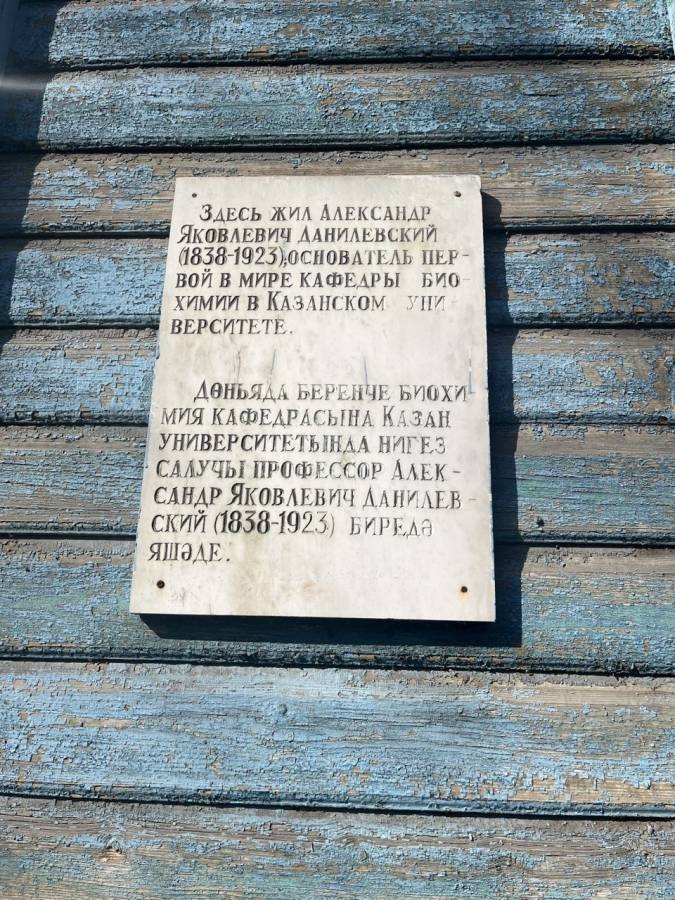 Здесь жил Александр
Яковлевич Данилевский
(1838-1923), основатель пер-
вой в мире кафедры био-
химии в Казанском уни-
верситете.
Дөньяда беренче биохи-
мия кафедрасына Казан
университетында нигез
салучы профессор Алек-
сандр Яковлевич Данилев-
ский (1838-1923) биредә
яшәде.